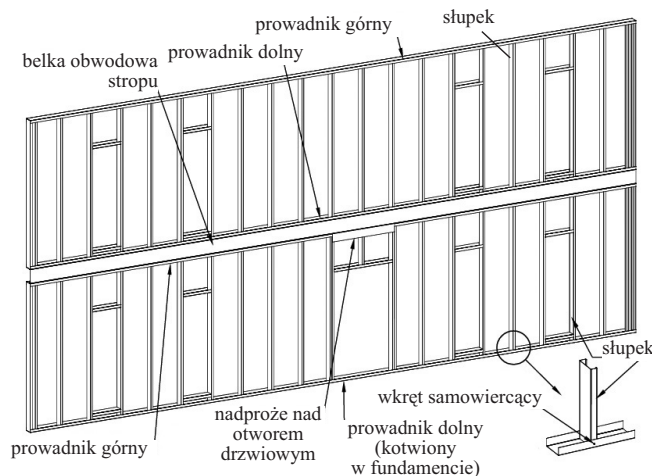 prowadnik górny
słupek
prowadnik dolny
belka obwodowa
stropu
słupek
wkręt samowiercący
nadproże nad
otworem
drzwiowym
prowadnik dolny
(kotwiony
w fundamencie)
prowadnik górny